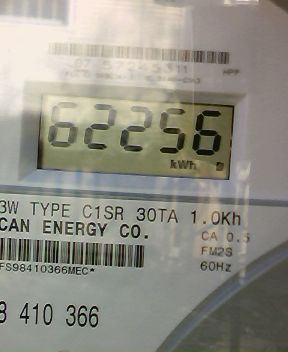 62256
kWh
3W TYPE C1SR 30TA 1.0Kh
CAN ENERGY CO.
CA 0.5
FM2S
FS98410366MEC*
60Hz
8 410 366